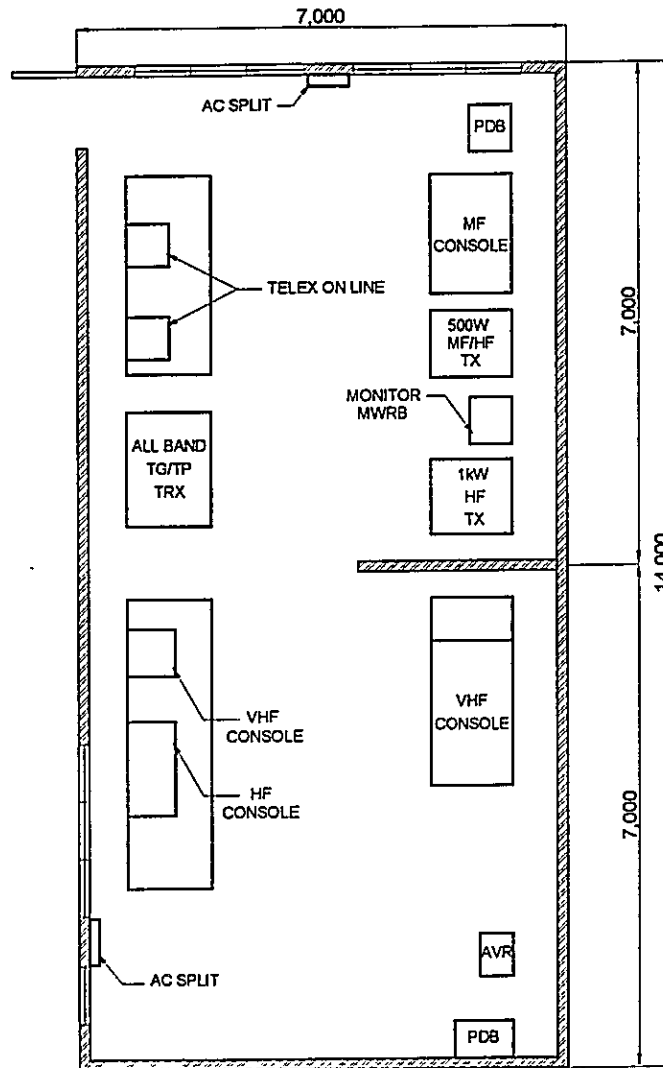 7,000
AC SPLIT
PDB
MF
CONSOLE
TELEX ON LINE
500W
MF/HF
TX
7,000
MONITOR
MWRB
ALL BAND
TG/TP
TRX
1kW
HF
TX
14,000
VHF
CONSOLE
VHF
CONSOLE
HF
CONSOLE
7,000
AVR
AC SPLIT
PDB